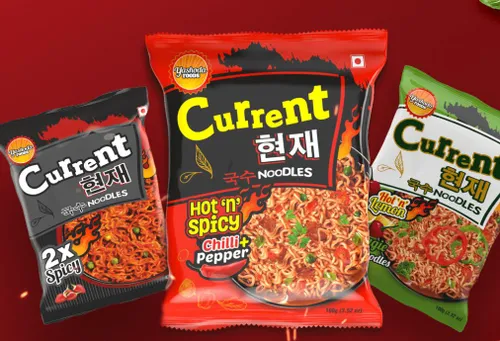 Yashoda
FOODS
Current
현재
국수 NOODLES
2x
Spicy
Yashoda
FOODS
Current
현재
국수 NOODLES
HOT 'n'
SPICY
Chilli+
Pepper
Yashoda
FOODS
Current
현재
국수 NOODLES
Hot 'n'
Lemon